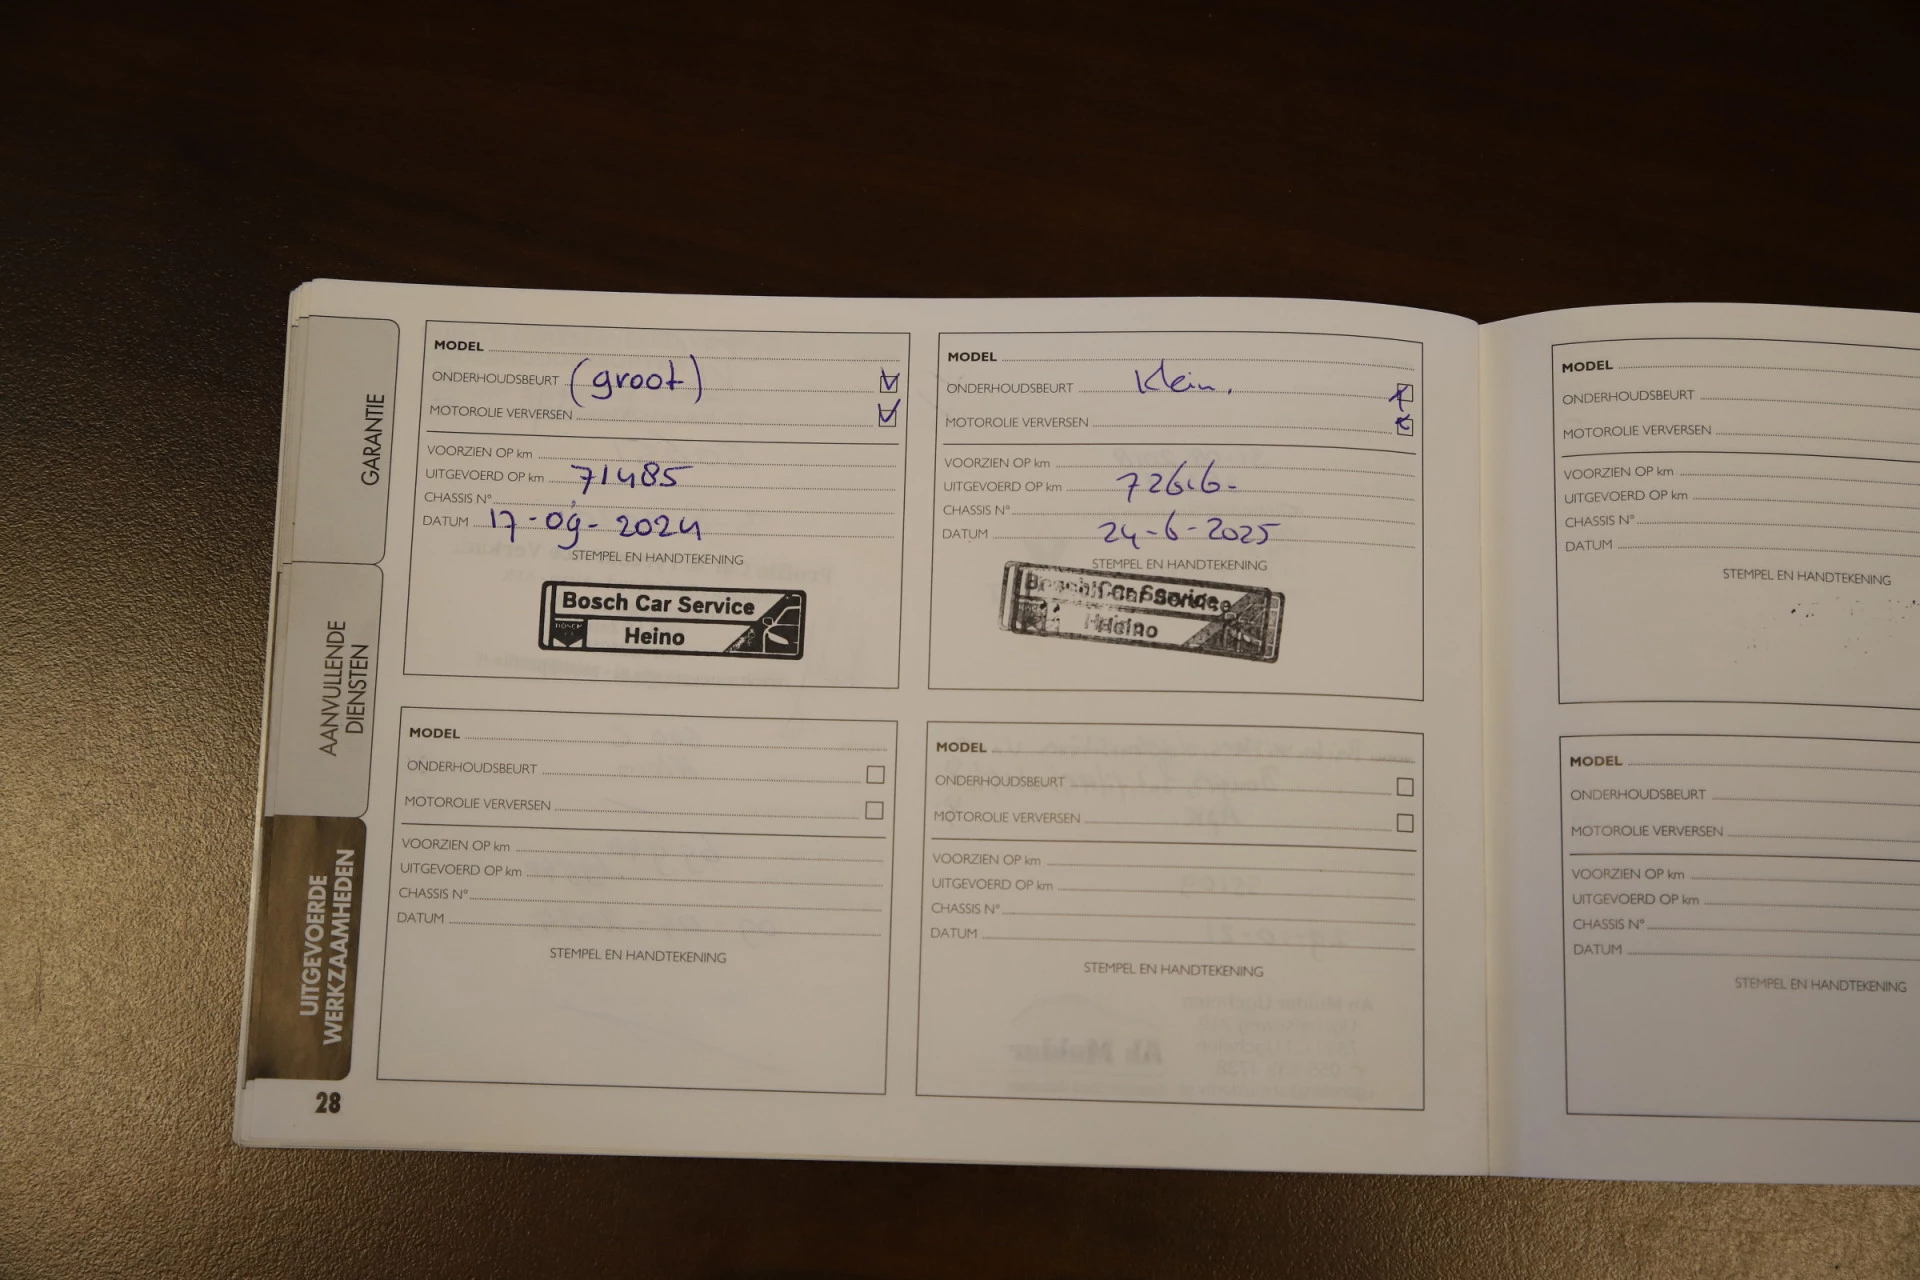 GARANTIE
AANVULLENDE
DIENSTEN
UITGEVOERDE
WERKZAAMHEDEN
28
MODEL
ONDERHOUDSBEURT (groot)
MOTOROLIE VERVERSEN
VOORZIEN OP km
UITGEVOERD OP km 71485
CHASSIS N°
DATUM 17-09-2024
STEMPEL EN HANDTEKENING
Bosch Car Service
BOSCH
Heino
MODEL
ONDERHOUDSBEURT Klein.
MOTOROLIE VERVERSEN
VOORZIEN OP km
UITGEVOERD OP km
CHASSIS N°
DATUM 24-6-2025
STEMPEL EN HANDTEKENING
Bosch Car Service
Heino
MODEL
ONDERHOUDSBEURT
MOTOROLIE VERVERSEN
VOORZIEN OP km
UITGEVOERD OP km
CHASSIS N°
DATUM
STEMPEL EN HANDTEKENING
MODEL
ONDERHOUDSBEURT
MOTOROLIE VERVERSEN
VOORZIEN OP km
UITGEVOERD OP km
CHASSIS N°
DATUM
STEMPEL EN HANDTEKENING
MODEL
ONDERHOUDSBEURT
MOTOROLIE VERVERSEN
VOORZIEN OP km
UITGEVOERD OP km
CHASSIS N°
DATUM
STEMPEL EN HANDTEKENING
MODEL
ONDERHOUDSBEURT
MOTOROLIE VERVERSEN
VOORZIEN OP km
UITGEVOERD OP km
CHASSIS N°
DATUM
STEMPEL EN HANDTEKENING